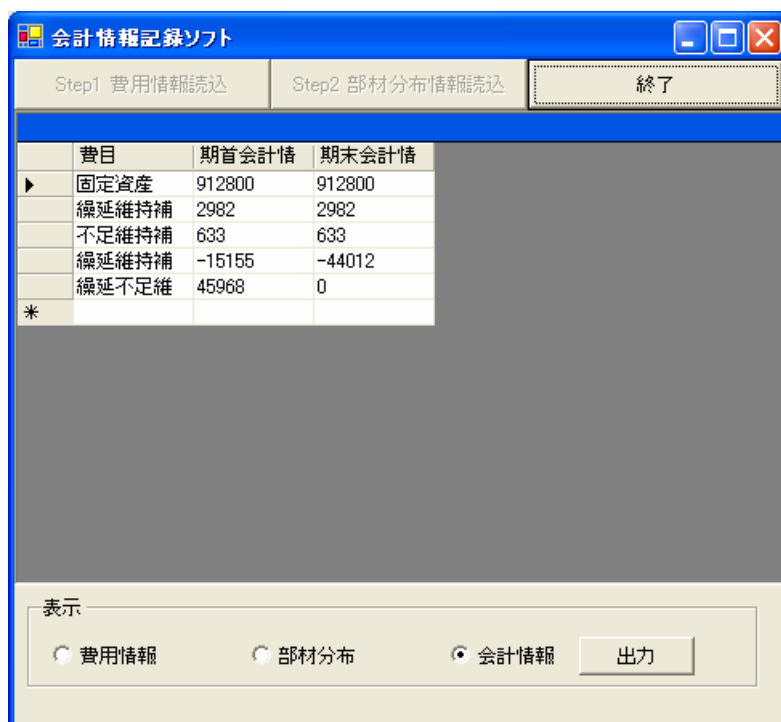 会計情報記録ソフト
Step1 費用情報読込 Step2 部材分布情報読込 終了
費目 期首会計情 期末会計情
固定資産 912800 912800
繰延維持補 2982 2982
不足維持補 633 633
繰延維持補 -15155 -44012
繰延不足維 45968 0
表示
費用情報 部材分布 会計情報 出力